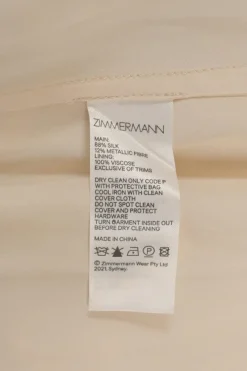 ZIMMERMANN
MAIN:
88% SILK
12% METALLIC FIBRE
LINING:
100% VISCOSE
EXCLUSIVE OF TRIMS
DRY CLEAN ONLY CODE P
WITH PROTECTIVE BAG
COOL IRON WITH CLEAN
COVER CLOTH
DO NOT SPOT CLEAN
COVER AND PROTECT
HARDWARE
TURN GARMENT INSIDE OUT
BEFORE DRY CLEANING
MADE IN CHINA
© Zimmermann Wear Pty Ltd
2021. Sydney